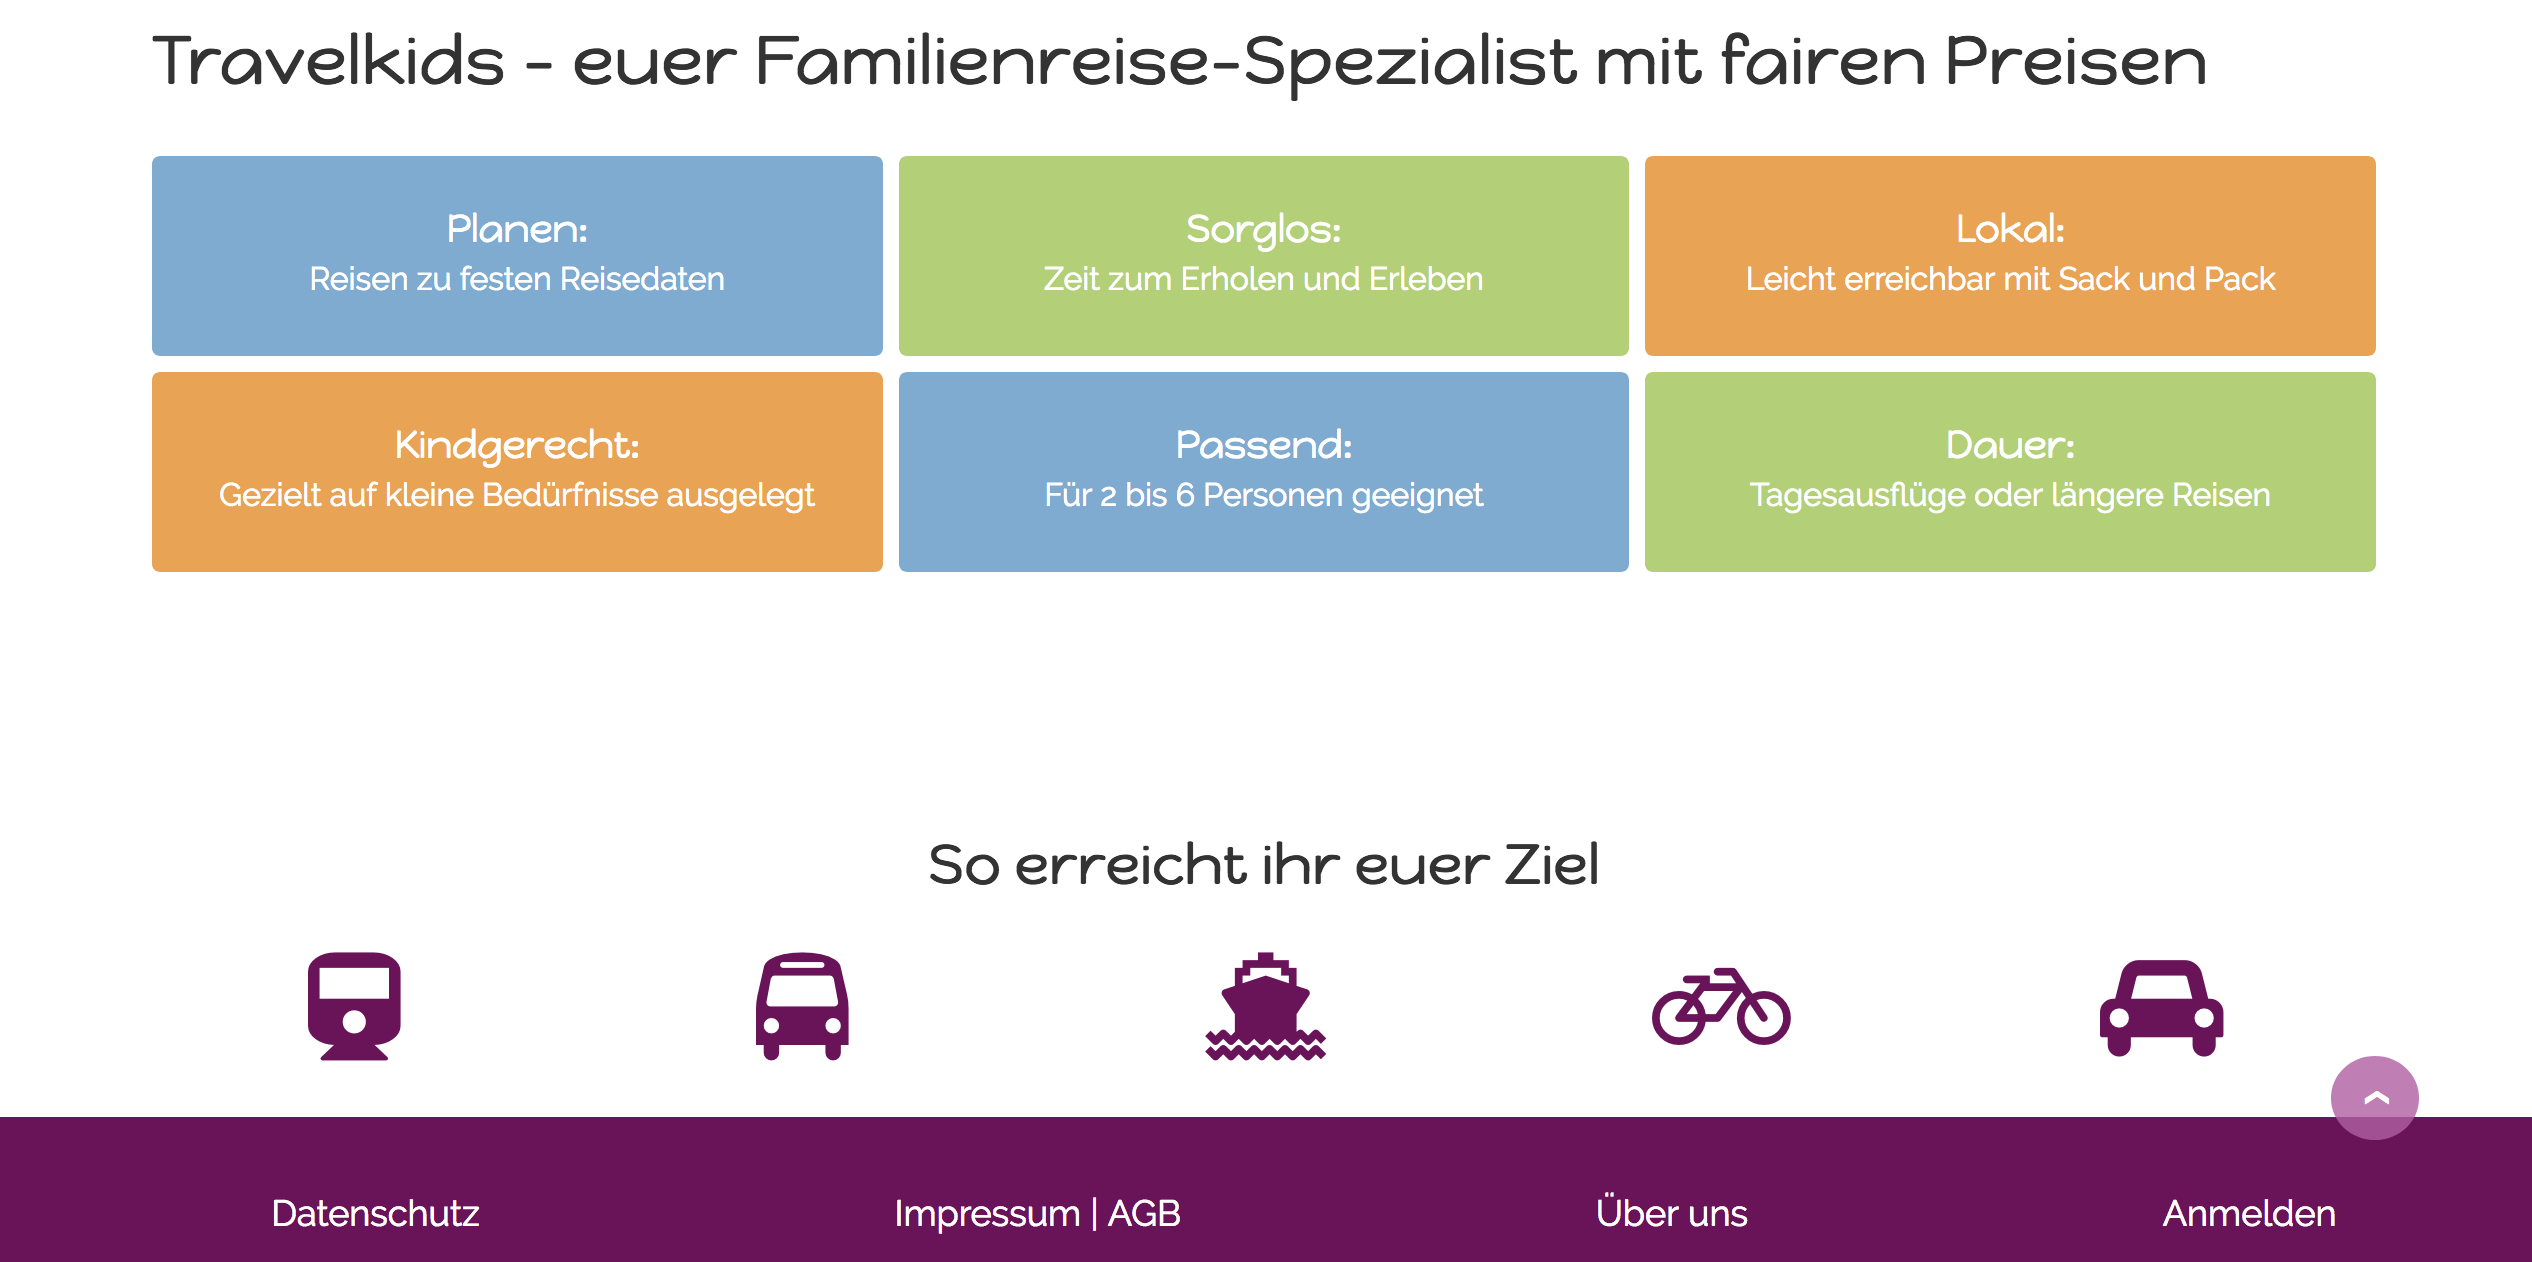 Travelkids - euer Familienreise-Spezialist mit fairen Preisen
Planen:
Reisen zu festen Reisedaten
Sorglos:
Zeit zum Erholen und Erleben
Lokal:
Leicht erreichbar mit Sack und Pack
Kindgerecht:
Gezielt auf kleine Bedürfnisse ausgelegt
Passend:
Für 2 bis 6 Personen geeignet
Dauer:
Tagesausflüge oder längere Reisen
So erreicht ihr euer Ziel
Datenschutz
Impressum | AGB
Über uns
Anmelden